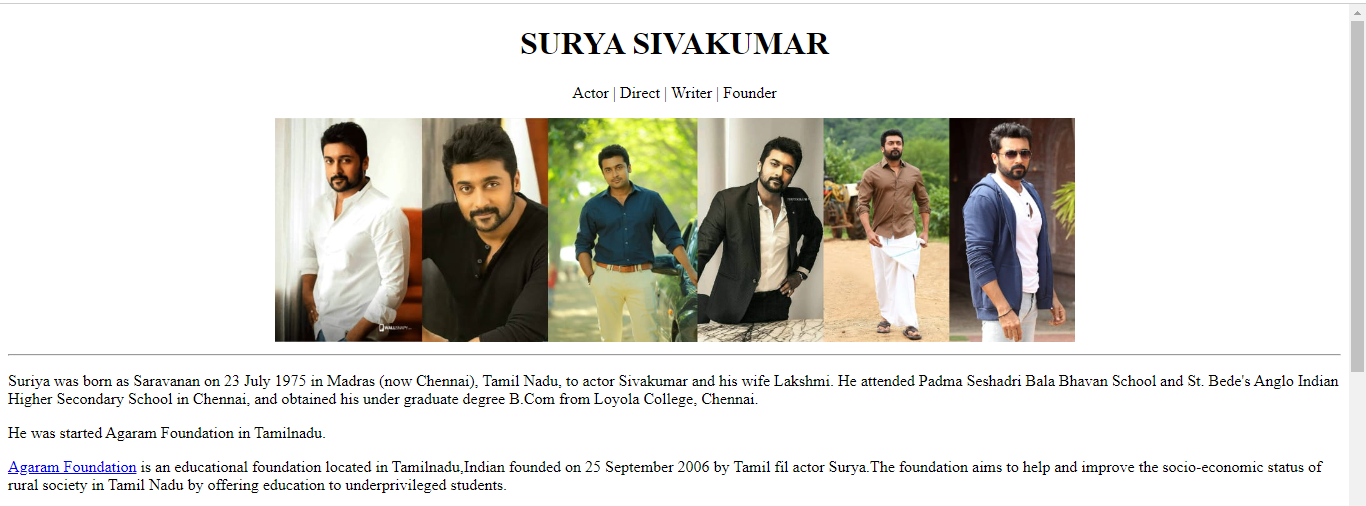 SURYA SIVAKUMAR
Actor | Direct | Writer | Founder
Suriya was born as Saravanan on 23 July 1975 in Madras (now Chennai), Tamil Nadu, to actor Sivakumar and his wife Lakshmi. He attended Padma Seshadri Bala Bhavan School and St. Bede's Anglo Indian
Higher Secondary School in Chennai, and obtained his under graduate degree B.Com from Loyola College, Chennai.
He was started Agaram Foundation in Tamilnadu.
Agaram Foundation is an educational foundation located in Tamilnadu,Indian founded on 25 September 2006 by Tamil fil actor Surya.The foundation aims to help and improve the socio-economic status of
rural society in Tamil Nadu by offering education to underprivileged students.